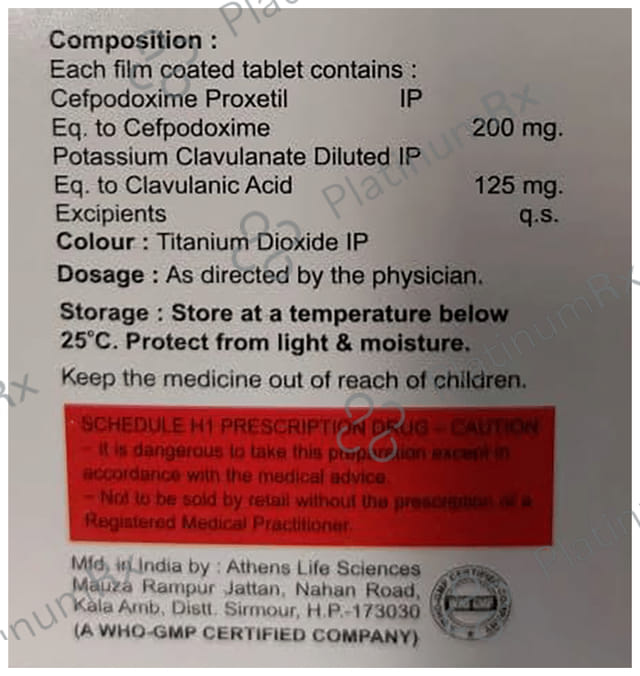 Composition :
Each film coated tablet contains :
Cefpodoxime Proxetil IP
Eq. to Cefpodoxime 200 mg.
Potassium Clavulanate Diluted IP
Eq. to Clavulanic Acid 125 mg.
Excipients q.s.
Colour : Titanium Dioxide IP
Dosage : As directed by the physician.
Storage : Store at a temperature below
25°C. Protect from light & moisture.
Keep the medicine out of reach of children.
SCHEDULE H1 PRESCRIPTION DRUG - CAUTION
- It is dangerous to take this preparation except in
accordance with the medical advice.
- Not to be sold by retail without the prescription of a
Registered Medical Practitioner.
Mfd. in India by : Athens Life Sciences
Mauza Rampur Jattan, Nahan Road,
Kala Amb, Distt. Sirmour, H.P.-173030
(A WHO-GMP CERTIFIED COMPANY)
PlatinumRx